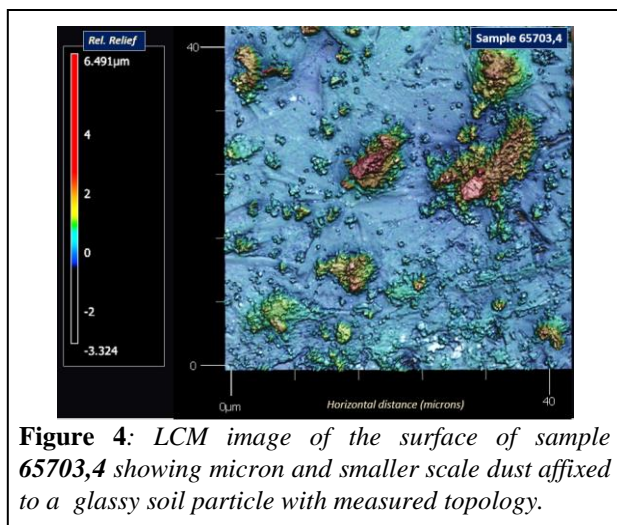 Rel. Relief
6.491µm
4
2
0
-2
-3.324
40
0
Sample 65703,4
0µm
Horizontal distance (microns)
40
Figure 4: LCM image of the surface of sample
65703,4 showing micron and smaller scale dust affixed
to a glassy soil particle with measured topology.